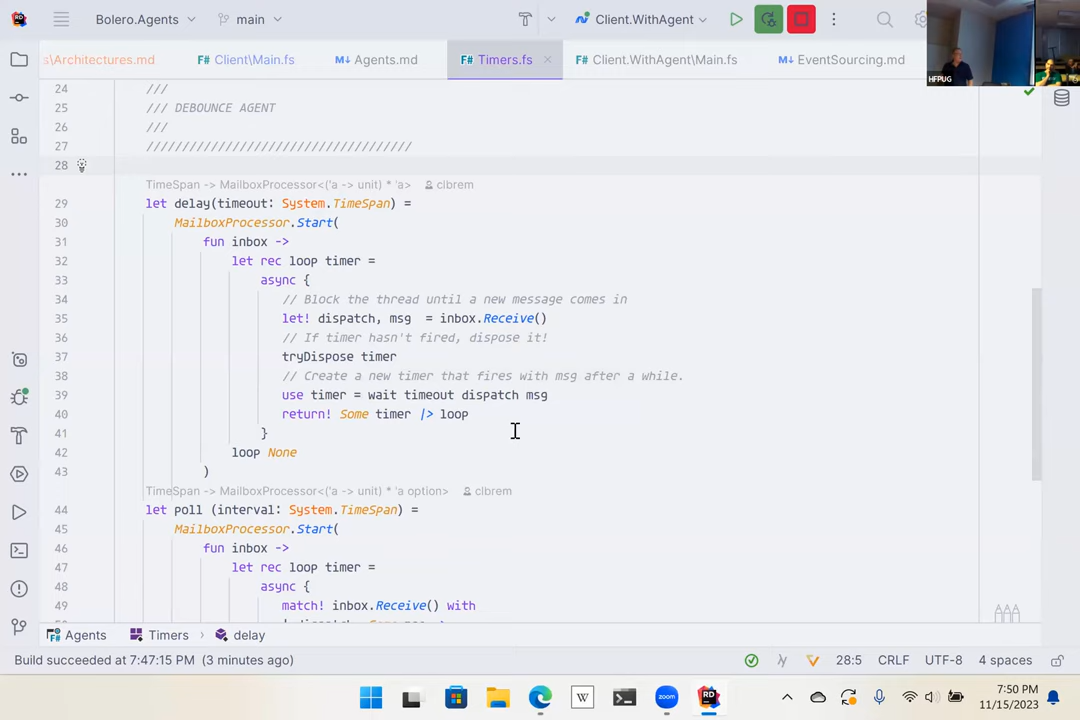 Bolero.Agents main Client.WithAgent
s\Architectures.md F# Client\Main.fs M↓ Agents.md F# Timers.fs F# Client.WithAgent\Main.fs M↓ EventSourcing.md
HFPUG
24 ///
25 /// DEBOUNCE AGENT
26 ///
27 /////////////////////////////////////
28
TimeSpan -> MailboxProcessor<('a -> unit) * 'a> clbrem
29 let delay(timeout: System.TimeSpan) =
30 MailboxProcessor.Start(
31 fun inbox ->
32 let rec loop timer =
33 async {
34 // Block the thread until a new message comes in
35 let! dispatch, msg = inbox.Receive()
36 // If timer hasn't fired, dispose it!
37 tryDispose timer
38 // Create a new timer that fires with msg after a while.
39 use timer = wait timeout dispatch msg
40 return! Some timer |> loop
41 }
42 loop None
43 )
TimeSpan -> MailboxProcessor<('a -> unit) * 'a option> clbrem
44 let poll (interval: System.TimeSpan) =
45 MailboxProcessor.Start(
46 fun inbox ->
47 let rec loop timer =
48 async {
49 match! inbox.Receive() with
Agents Timers › delay
Build succeeded at 7:47:15 PM (3 minutes ago) 28:5 CRLF UTF-8 4 spaces
7:50 PM
11/15/2023